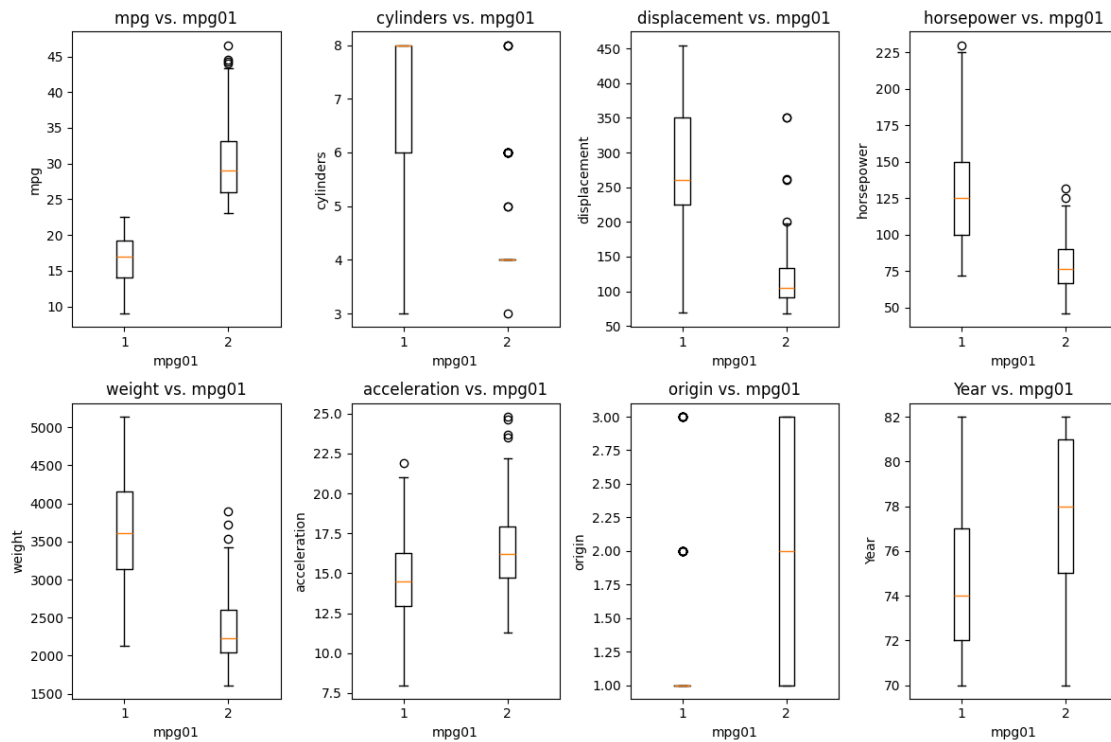 mpg vs. mpg01
45
40
35
30
25
20
15
10
mpg
1 2
mpg01
cylinders vs. mpg01
8
7
6
5
4
3
cylinders
1 2
mpg01
displacement vs. mpg01
450
400
350
300
250
200
150
100
50
displacement
1 2
mpg01
horsepower vs. mpg01
225
200
175
150
125
100
75
50
horsepower
1 2
mpg01
weight vs. mpg01
5000
4500
4000
3500
3000
2500
2000
1500
weight
1 2
mpg01
acceleration vs. mpg01
25.0
22.5
20.0
17.5
15.0
12.5
10.0
7.5
acceleration
1 2
mpg01
origin vs. mpg01
3.00
2.75
2.50
2.25
2.00
1.75
1.50
1.25
1.00
origin
1 2
mpg01
Year vs. mpg01
82
80
78
76
74
72
70
Year
1 2
mpg01